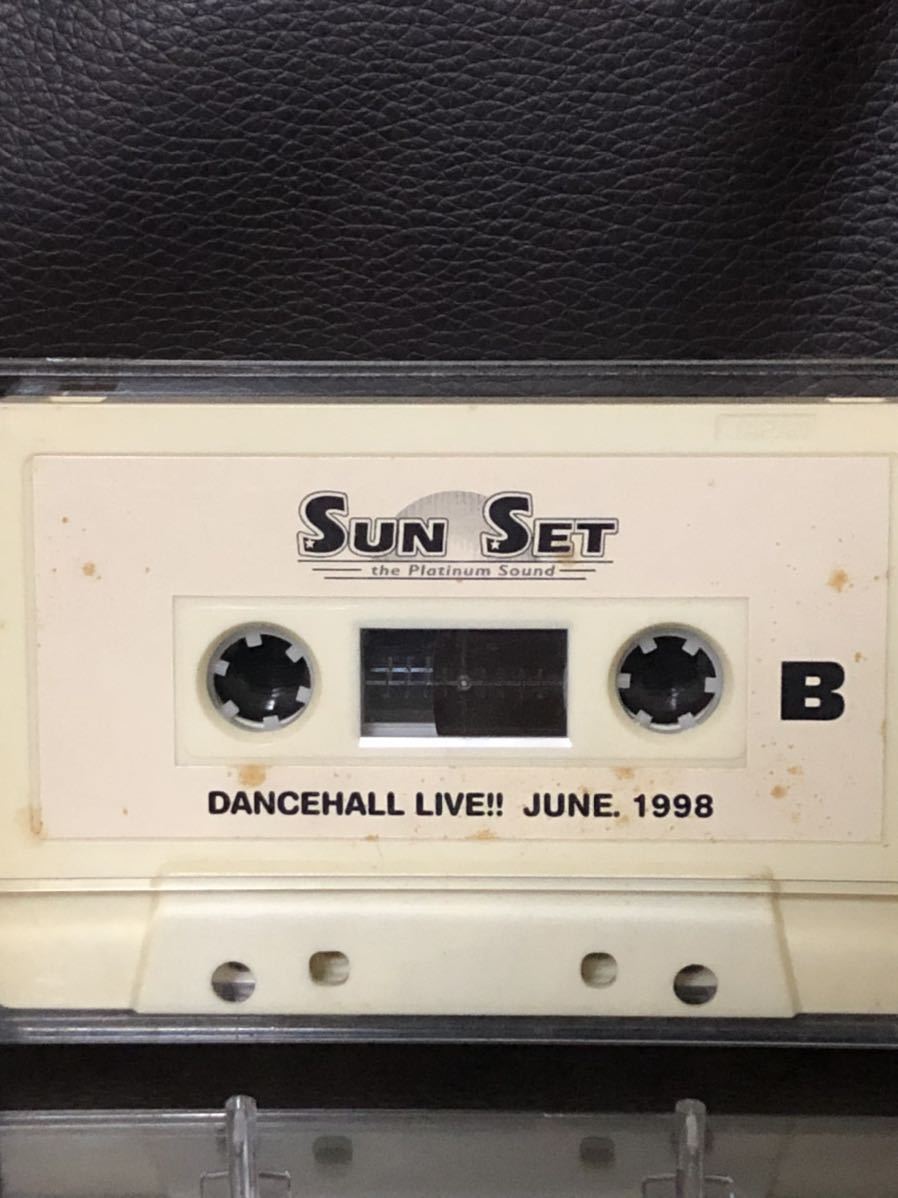 SUN SET
the Platinum Sound
B
DANCEHALL LIVE!! JUNE. 1998